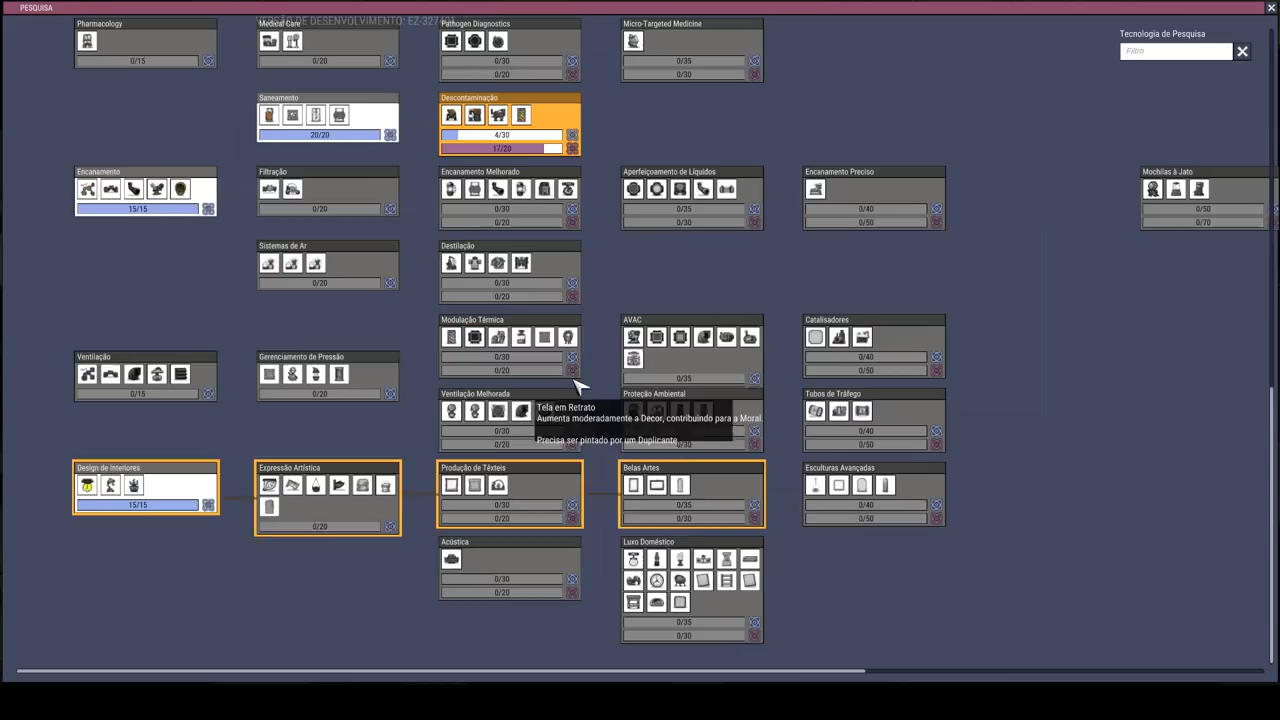 PESQUISA
VERSÃO DE DESENVOLVIMENTO: EZ-327401
Pharmacology
0/15
Medical Care
0/20
Pathogen Diagnostics
0/30
0/20
Micro-Targeted Medicine
0/35
0/30
Tecnologia de Pesquisa
Filtro
Saneamento
20/20
Descontaminação
4/30
17/20
Encanamento
15/15
Filtração
0/20
Encanamento Melhorado
0/30
0/20
Aperfeiçoamento de Líquidos
0/35
0/30
Encanamento Preciso
0/40
0/50
Mochilas à Jato
0/50
0/70
Sistemas de Ar
0/20
Destilação
0/30
0/20
Modulação Térmica
0/30
0/20
AVAC
0/35
Catalisadores
0/40
0/50
Ventilação
0/15
Gerenciamento de Pressão
0/20
Ventilação Melhorada
0/30
0/20
Proteção Ambiental
Tubos de Tráfego
0/40
0/50
Tela em Retrato
Aumenta moderadamente a Decor, contribuindo para a Moral.
Precisa ser pintado por um Duplicante.
Design de Interiores
15/15
Expressão Artística
0/20
Produção de Têxteis
0/30
0/20
Belas Artes
0/35
0/30
Esculturas Avançadas
0/40
0/50
Acústica
0/30
0/20
Luxo Doméstico
0/35
0/30